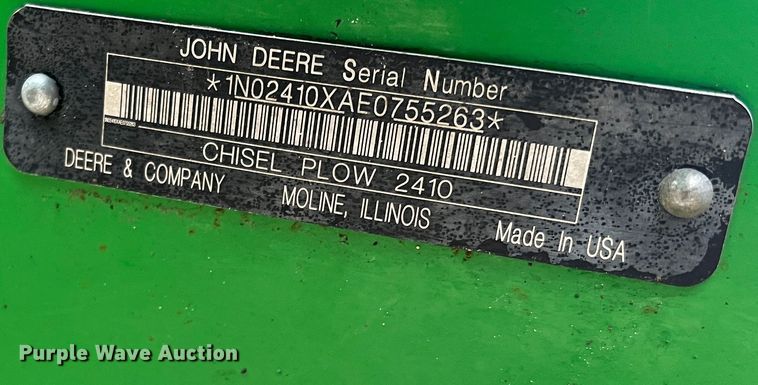 JOHN DEERE Serial Number
*1N02410XAE0755263*
CHISEL PLOW 2410
DEERE & COMPANY MOLINE, ILLINOIS Made In USA
Purple Wave Auction